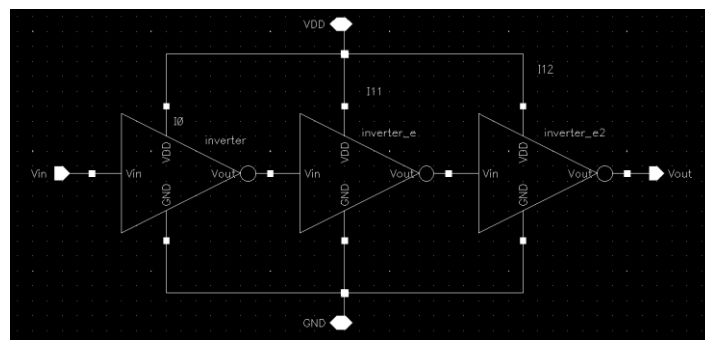 VDD
I12
I11
I0
inverter
inverter_e
inverter_e2
VDD
VDD
VDD
Vin
Vin
Vout
Vin
Vout
Vin
Vout
Vout
GND
GND
GND
GND